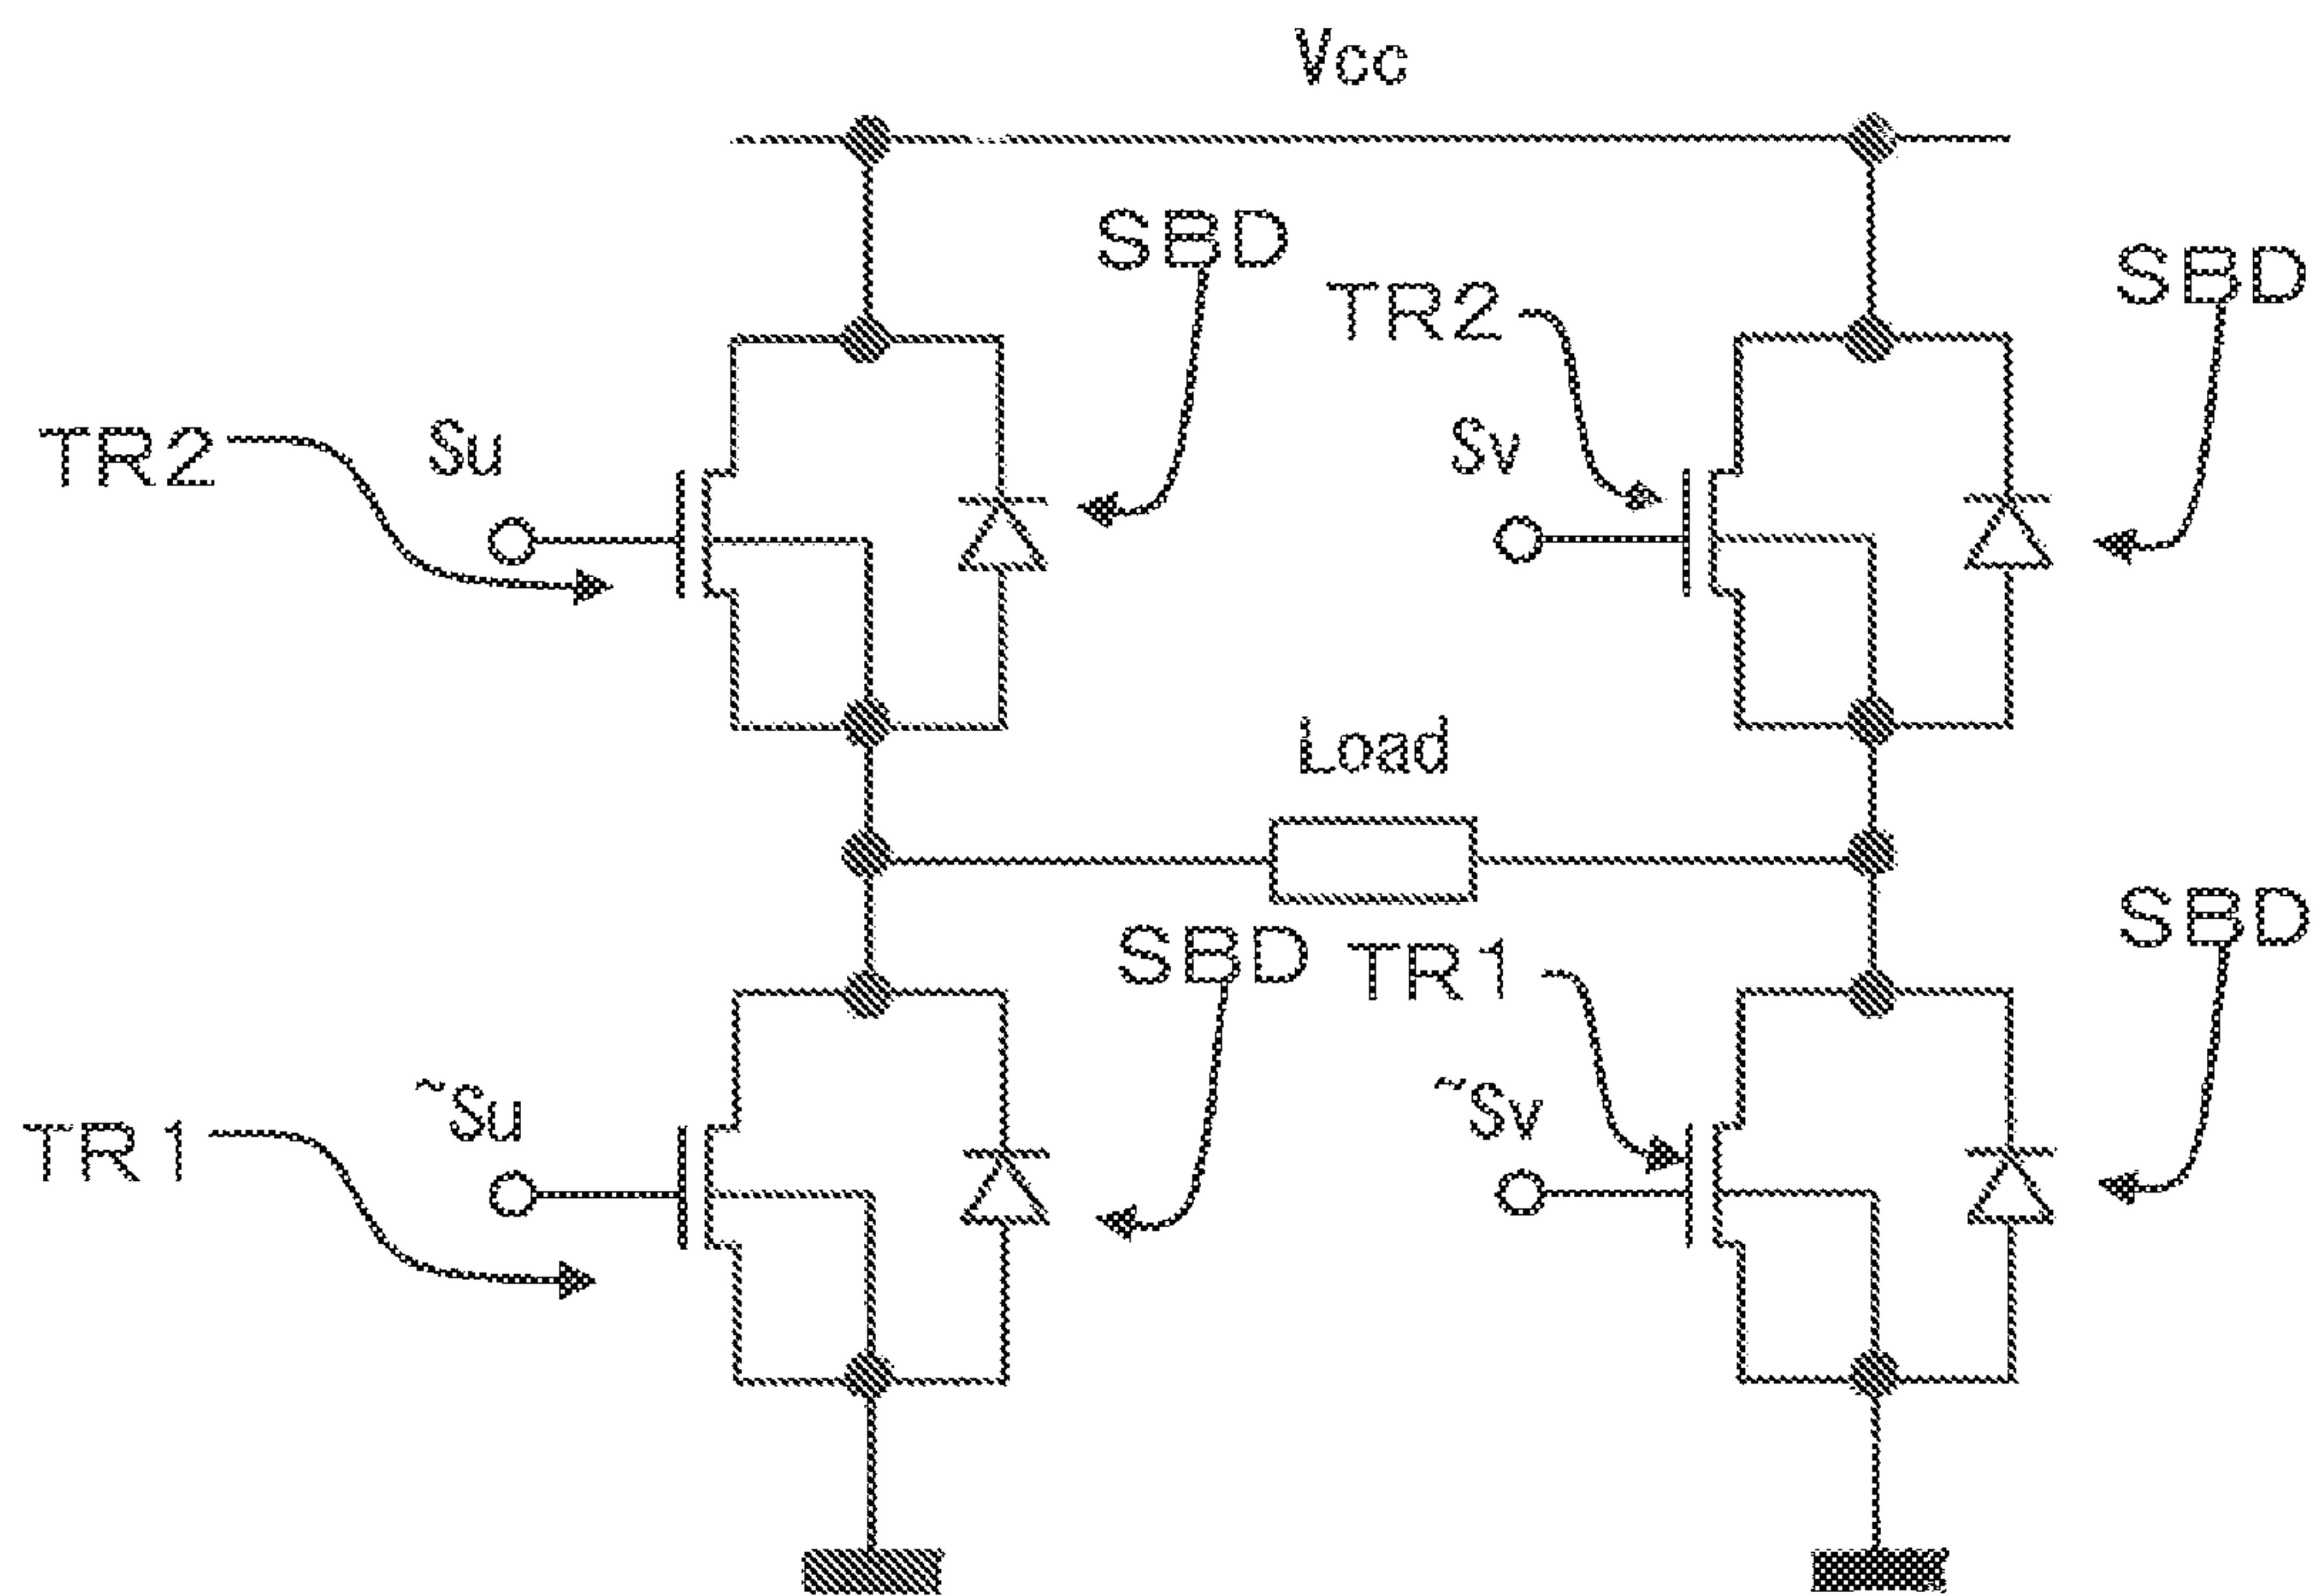 Vcc
SBD
SBD
TR2
Su
TR2
Sv
Load
SBD
SBD
TR1
~Su
TR1
~Sv